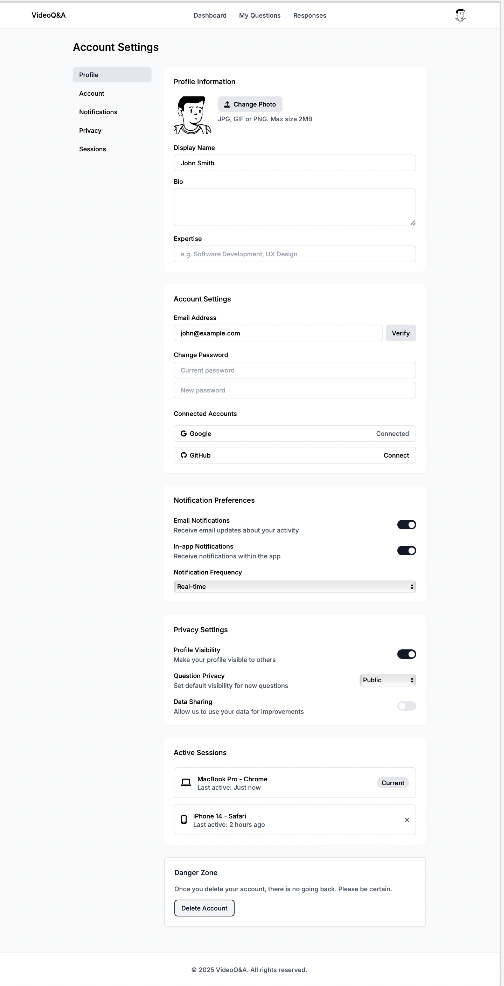 VideoQ&A
Dashboard
My Questions
Responses
Account Settings
Profile
Account
Notifications
Privacy
Sessions
Profile Information
Change Photo
JPG, GIF or PNG. Max size 2MB
Display Name
John Smith
Bio
Expertise
e.g. Software Development, UX Design
Account Settings
Email Address
john@example.com
Verify
Change Password
Current password
New password
Connected Accounts
Google
Connected
GitHub
Connect
Notification Preferences
Email Notifications
Receive email updates about your activity
In-app Notifications
Receive notifications within the app
Notification Frequency
Real-time
Privacy Settings
Profile Visibility
Make your profile visible to others
Question Privacy
Set default visibility for new questions
Public
Data Sharing
Allow us to use your data for improvements
Active Sessions
MacBook Pro - Chrome
Last active: Just now
Current
iPhone 14 - Safari
Last active: 2 hours ago
Danger Zone
Once you delete your account, there is no going back. Please be certain.
Delete Account
© 2025 VideoQ&A. All rights reserved.